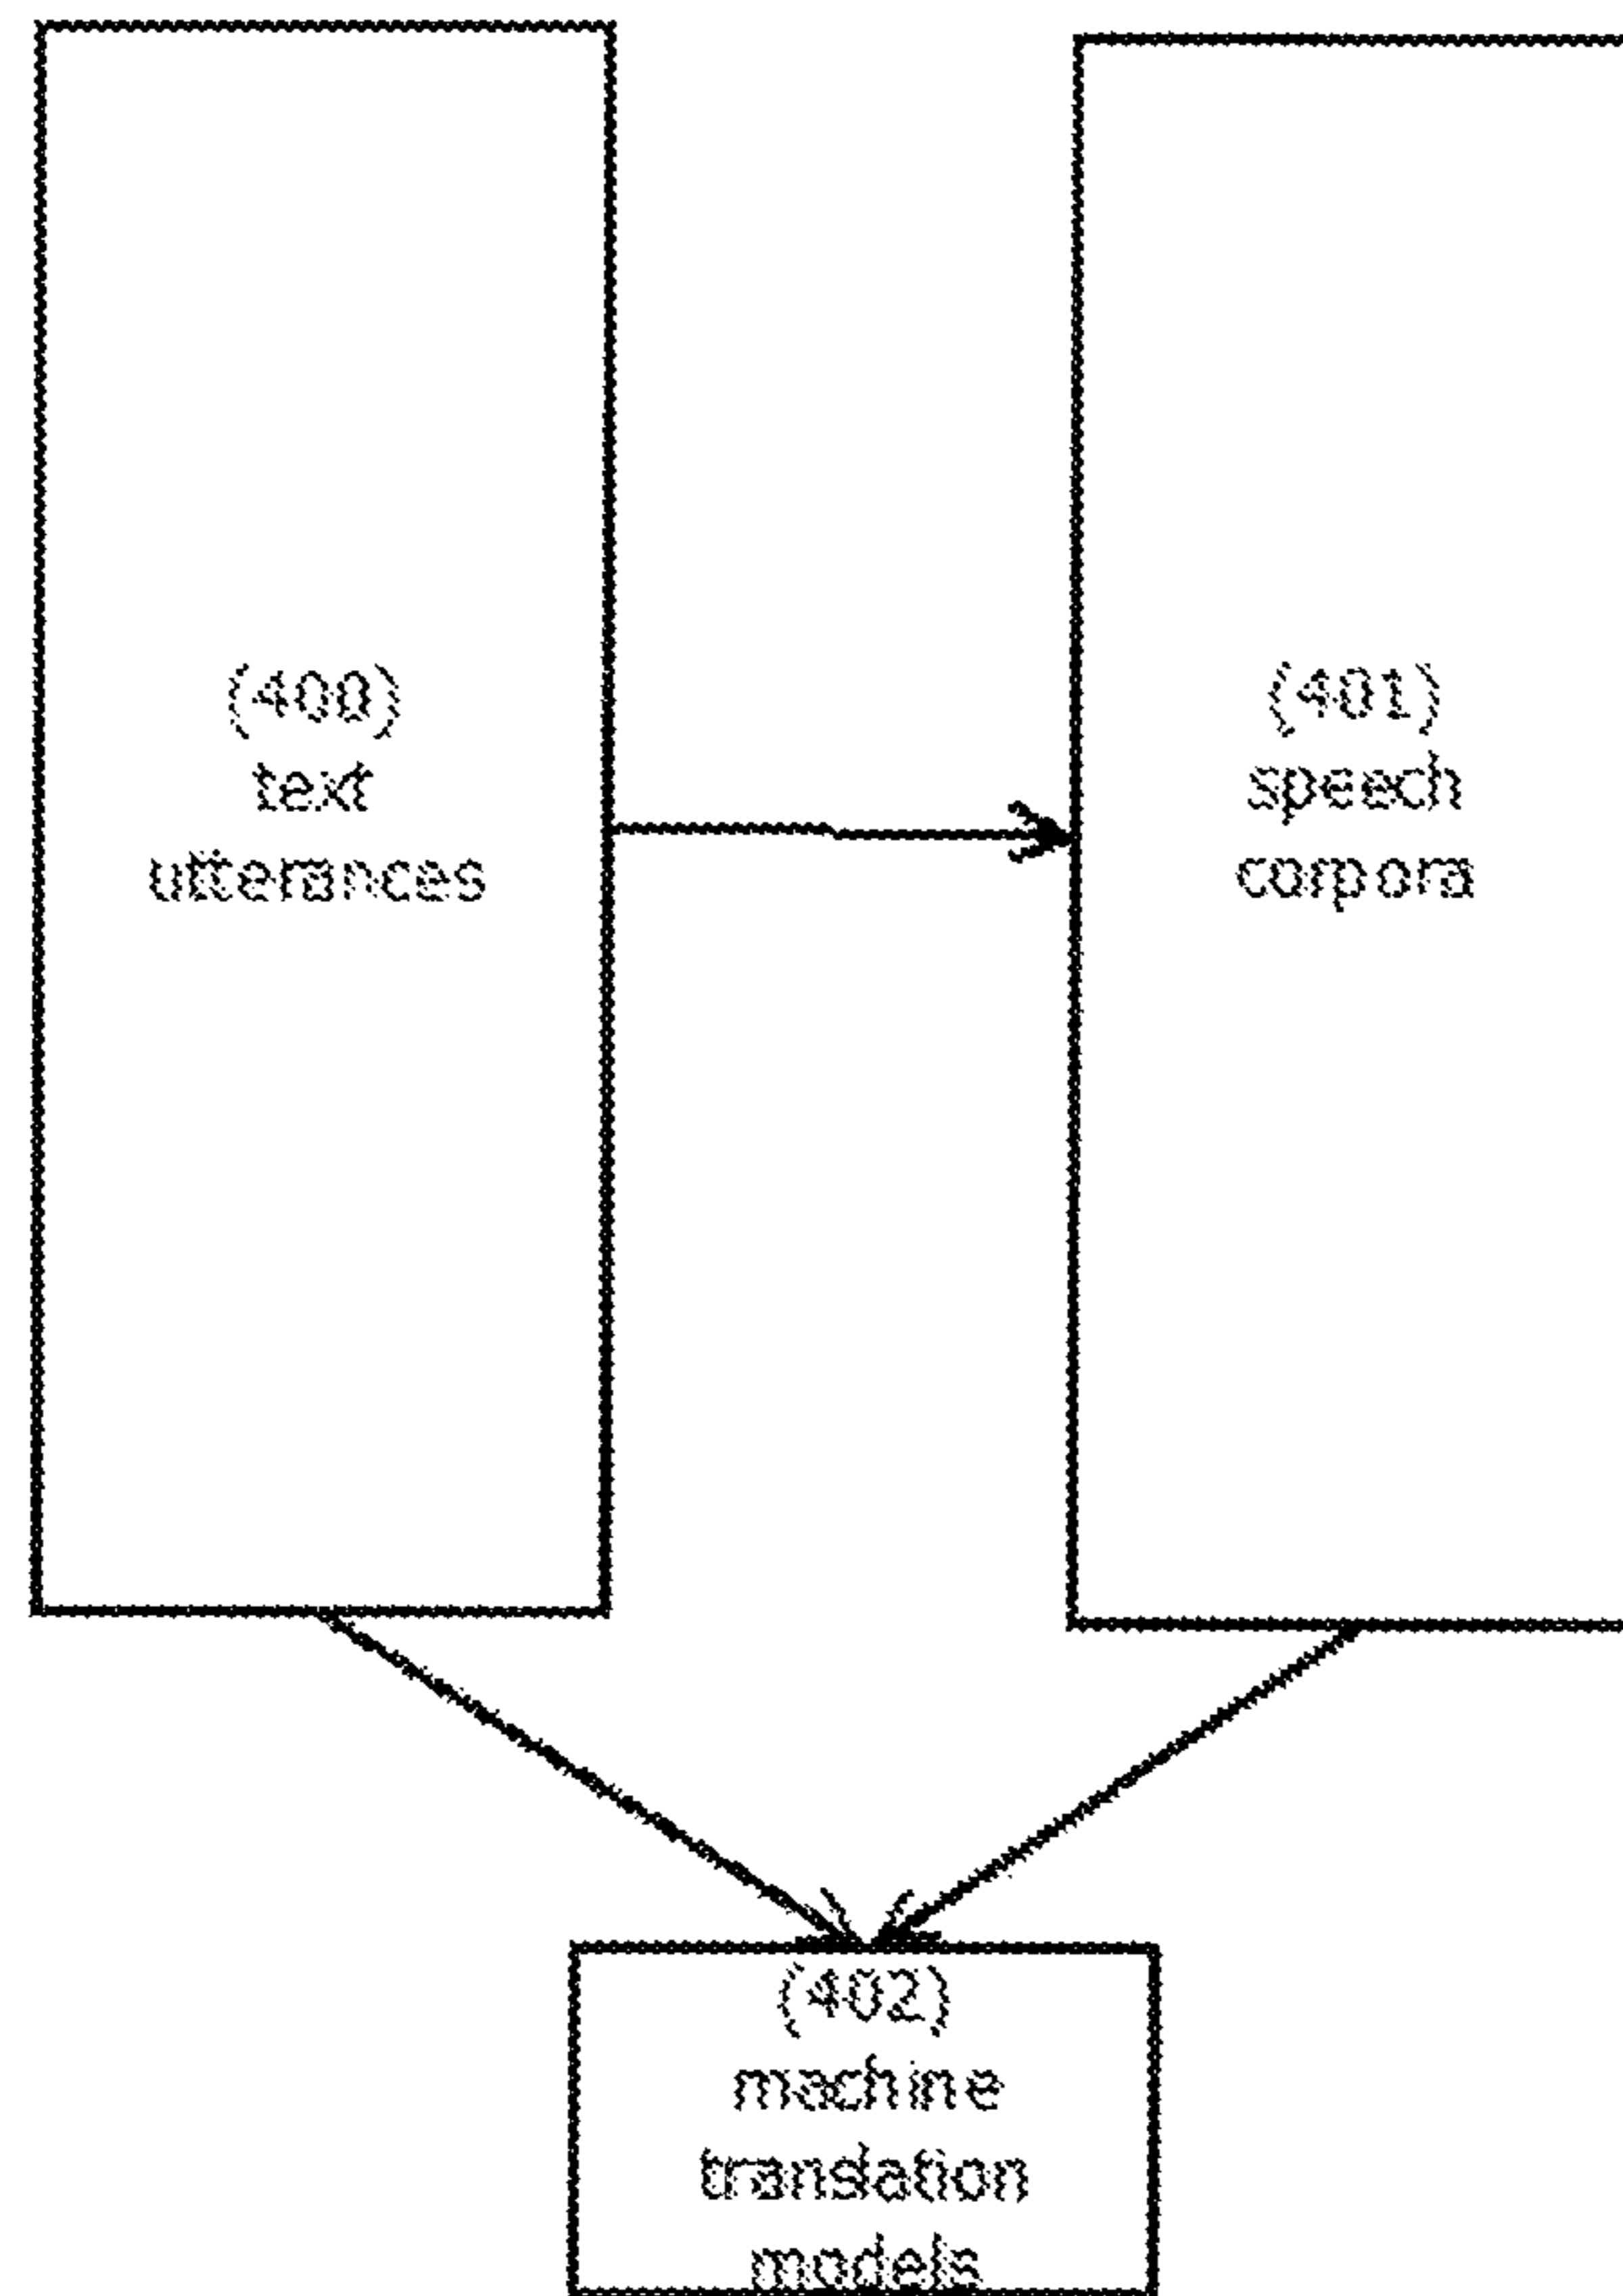 (400)
text
utterances
(401)
speech
corpora
(402)
machine
translation
models